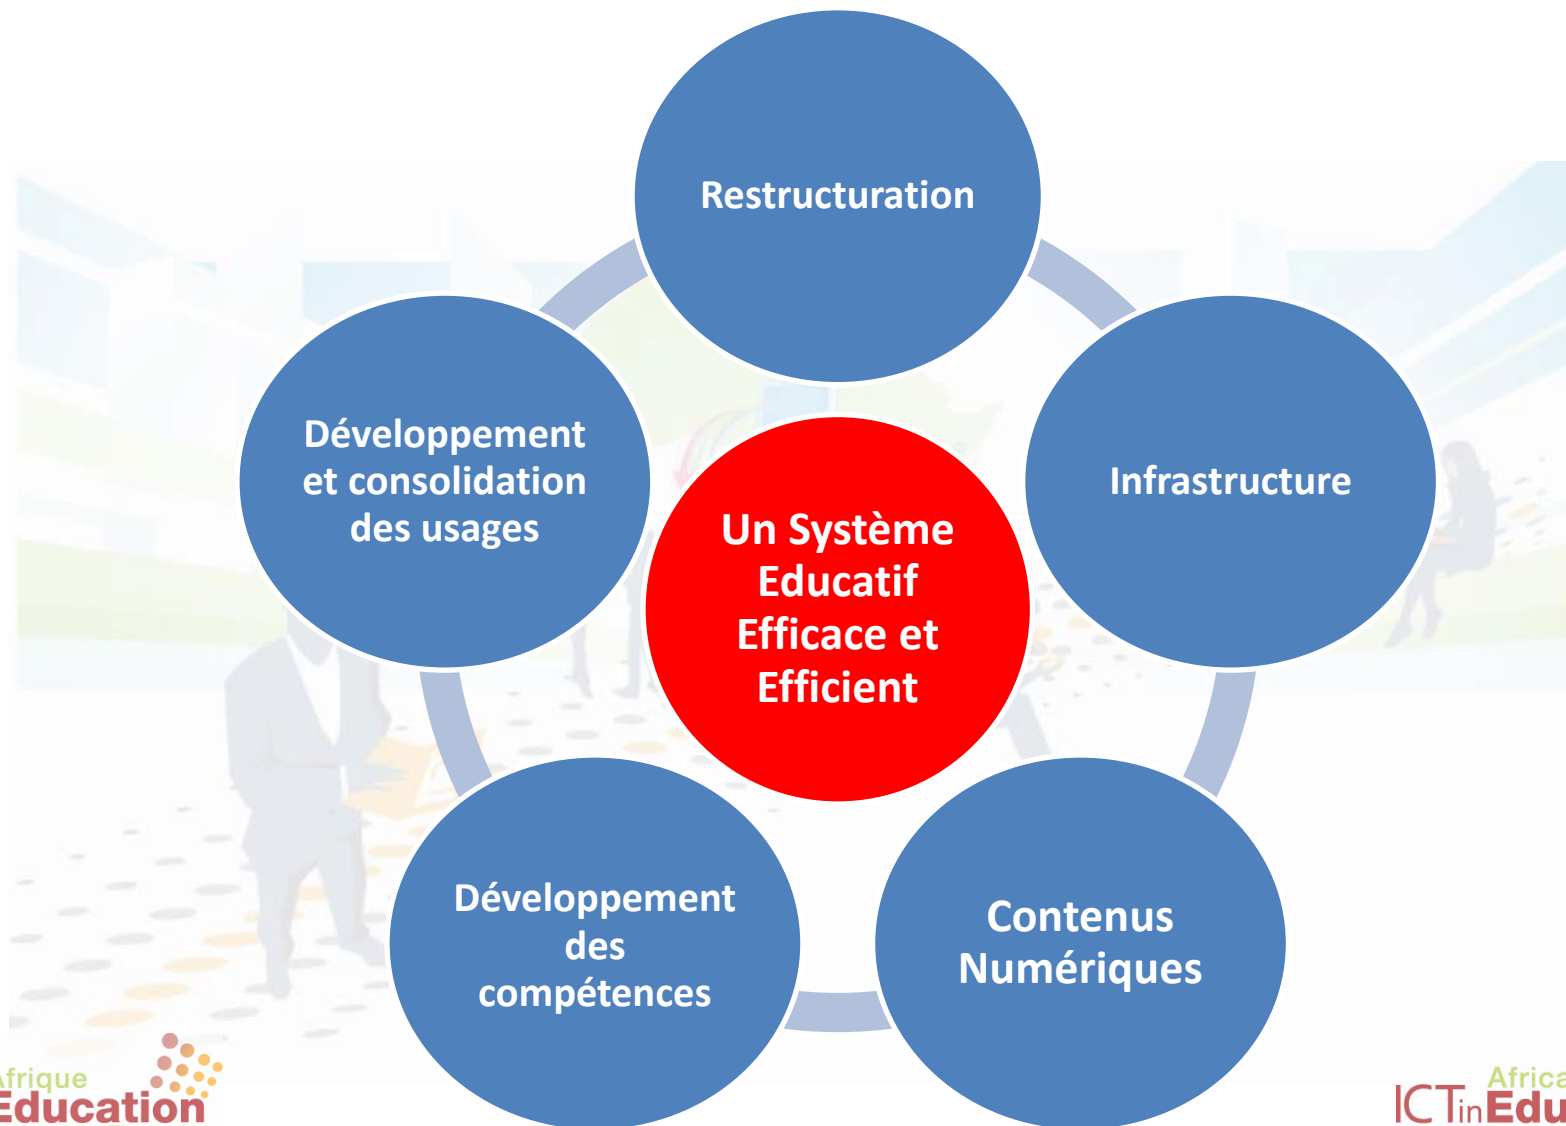 Restructuration
Infrastructure
Contenus
Numériques
Développement
des
compétences
Développement
et consolidation
des usages
Un Système
Educatif
Efficace et
Efficient
frique
Education
Africa
ICTinEdu